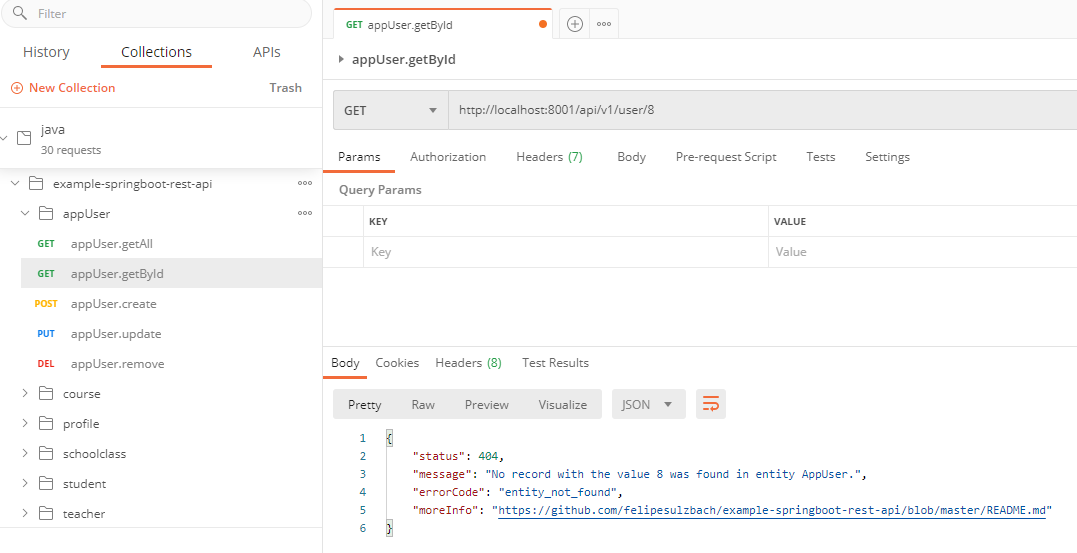 Filter
History Collections APIs
New Collection Trash
java
30 requests
example-springboot-rest-api
appUser
GET appUser.getAll
GET appUser.getById
POST appUser.create
PUT appUser.update
DEL appUser.remove
course
profile
schoolclass
student
teacher
GET appUser.getById
appUser.getById
GET http://localhost:8001/api/v1/user/8
Params Authorization Headers (7) Body Pre-request Script Tests Settings
Query Params
KEY VALUE
Key Value
Body Cookies Headers (8) Test Results
Pretty Raw Preview Visualize JSON
1 {
2 "status": 404,
3 "message": "No record with the value 8 was found in entity AppUser.",
4 "errorCode": "entity_not_found",
5 "moreInfo": "https://github.com/felipesulzbach/example-springboot-rest-api/blob/master/README.md"
6 }